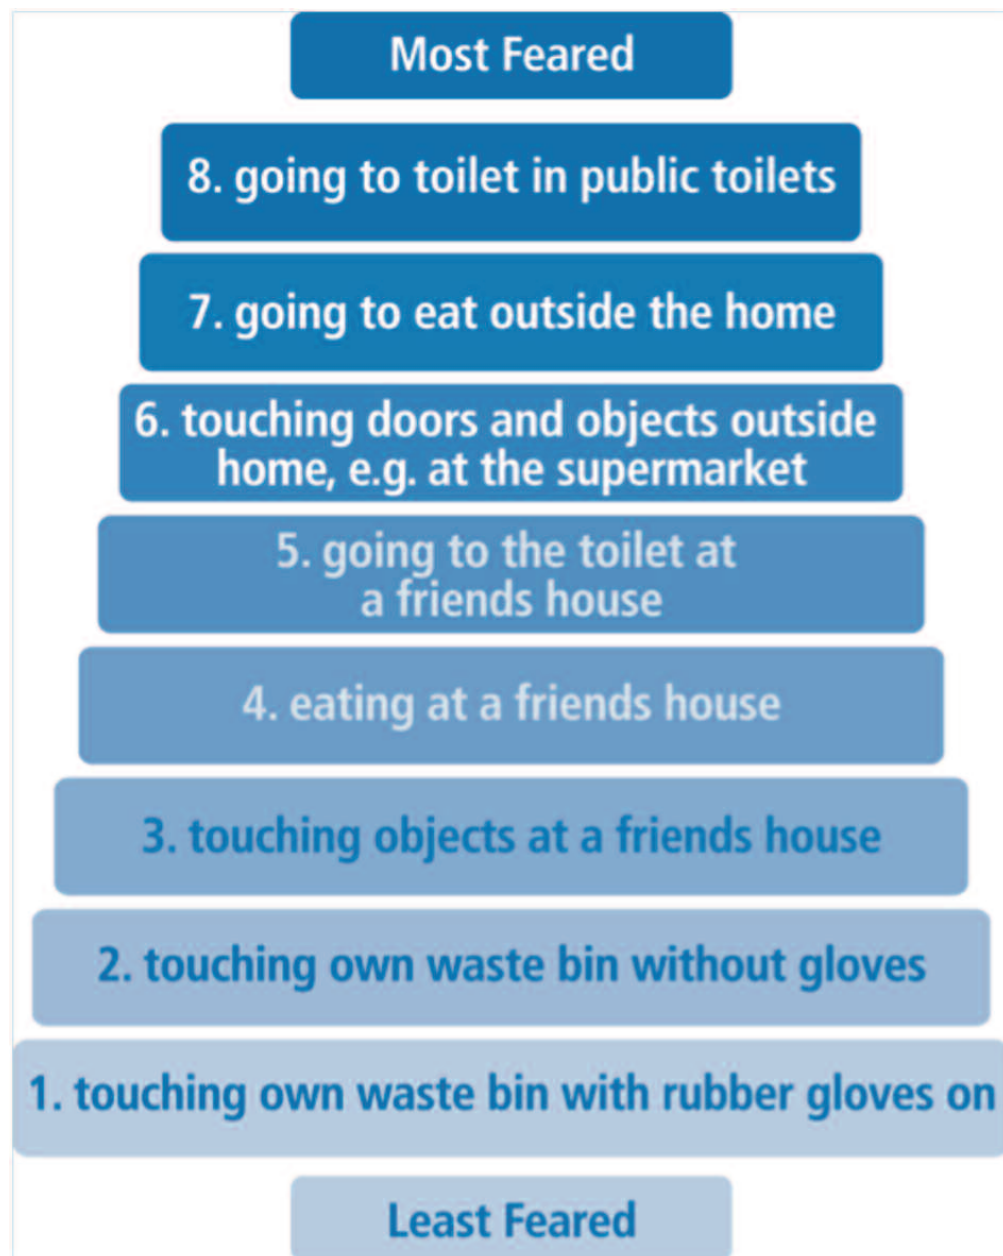 Most Feared
8. going to toilet in public toilets
7. going to eat outside the home
6. touching doors and objects outside
home, e.g. at the supermarket
5. going to the toilet at
a friends house
4. eating at a friends house
3. touching objects at a friends house
2. touching own waste bin without gloves
1. touching own waste bin with rubber gloves on
Least Feared